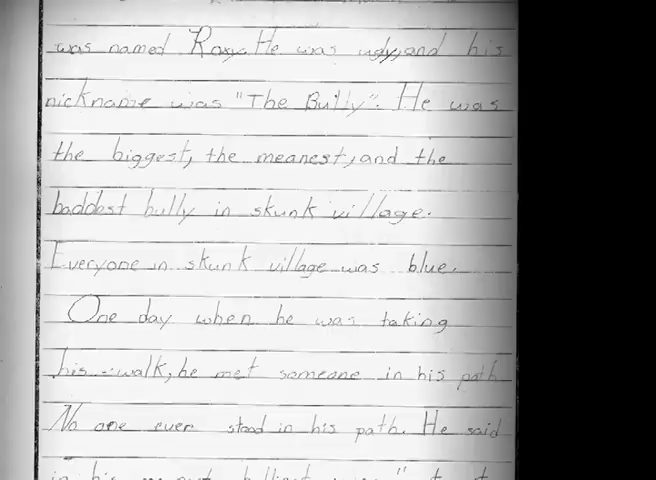 was named Roxy. He was ugly, and his
nickname was "The Bully". He was
the biggest, the meanest, and the
baddest bully in skunk village.
Everyone in skunk village was blue.
One day when he was taking
his walk, he met someone in his path
No one ever stood in his path. He said
in his